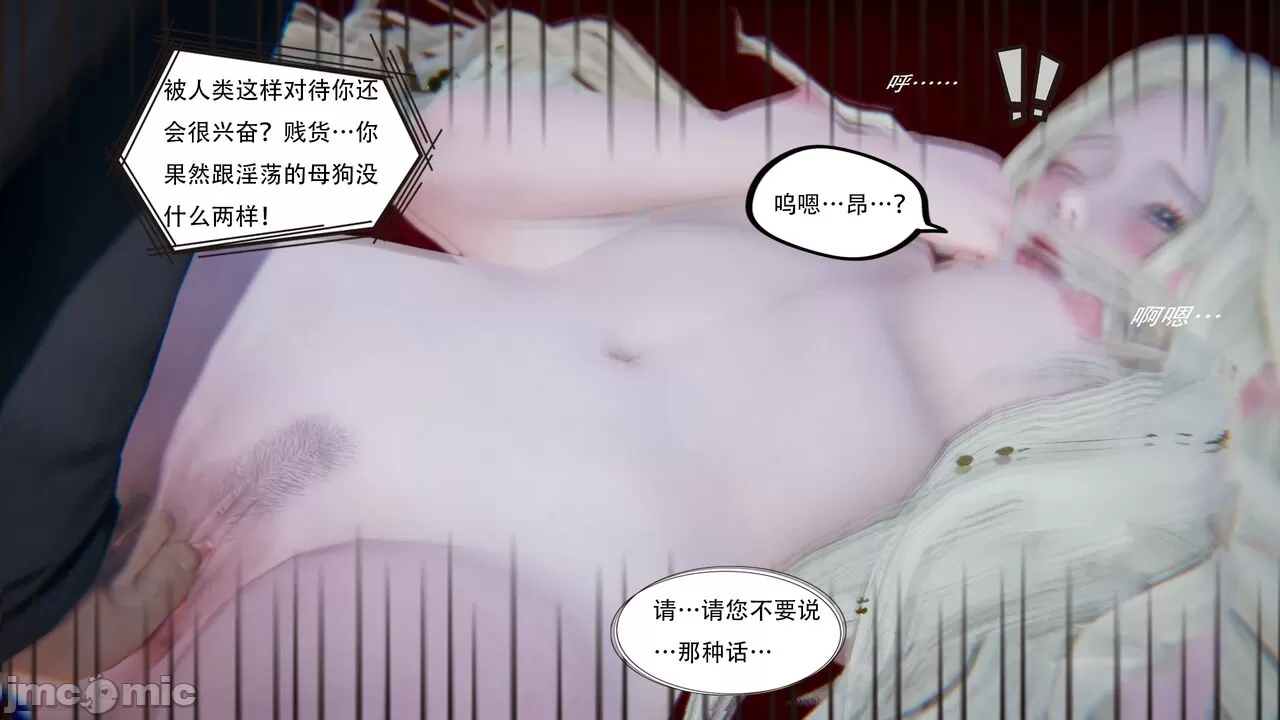 被人类这样对待你还
会很兴奋？贱货…你
果然跟淫荡的母狗没
什么两样！
呼……
!!
呜嗯…昂…？
啊嗯…
请…请您不要说
…那种话…
jmcomic